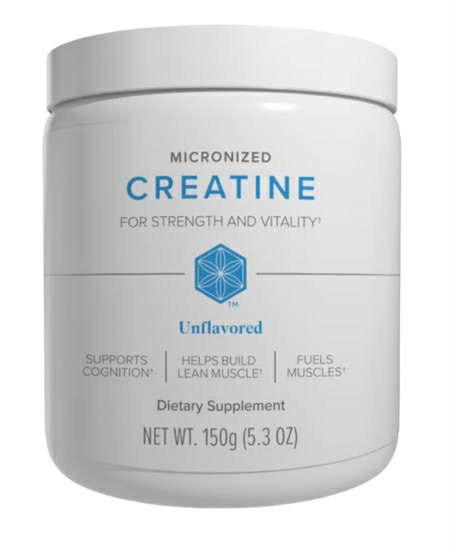 MICRONIZED
CREATINE
FOR STRENGTH AND VITALITY†
TM
Unflavored
SUPPORTS
COGNITION†
HELPS BUILD
LEAN MUSCLE†
FUELS
MUSCLES†
Dietary Supplement
NET WT. 150g (5.3 OZ)